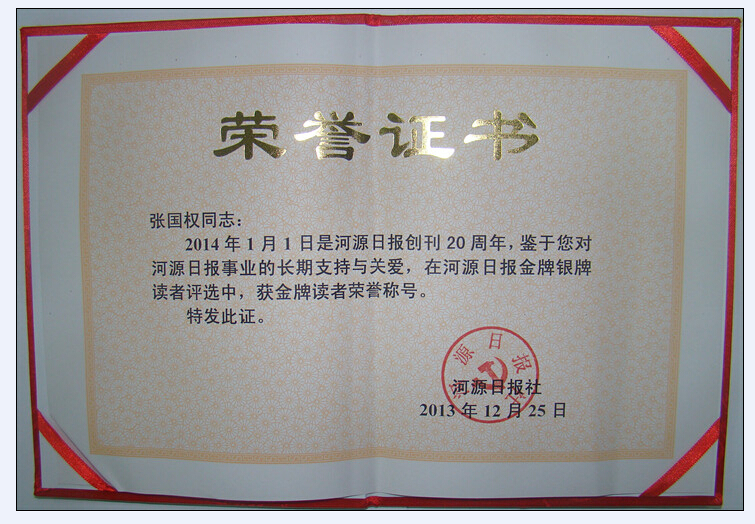 荣誉证书
张国权同志：
2014年1月1日是河源日报创刊20周年，鉴于您对
河源日报事业的长期支持与关爱，在河源日报金牌银牌
读者评选中，获金牌读者荣誉称号。
特发此证。
源日报
河源日报社
2013年12月25日